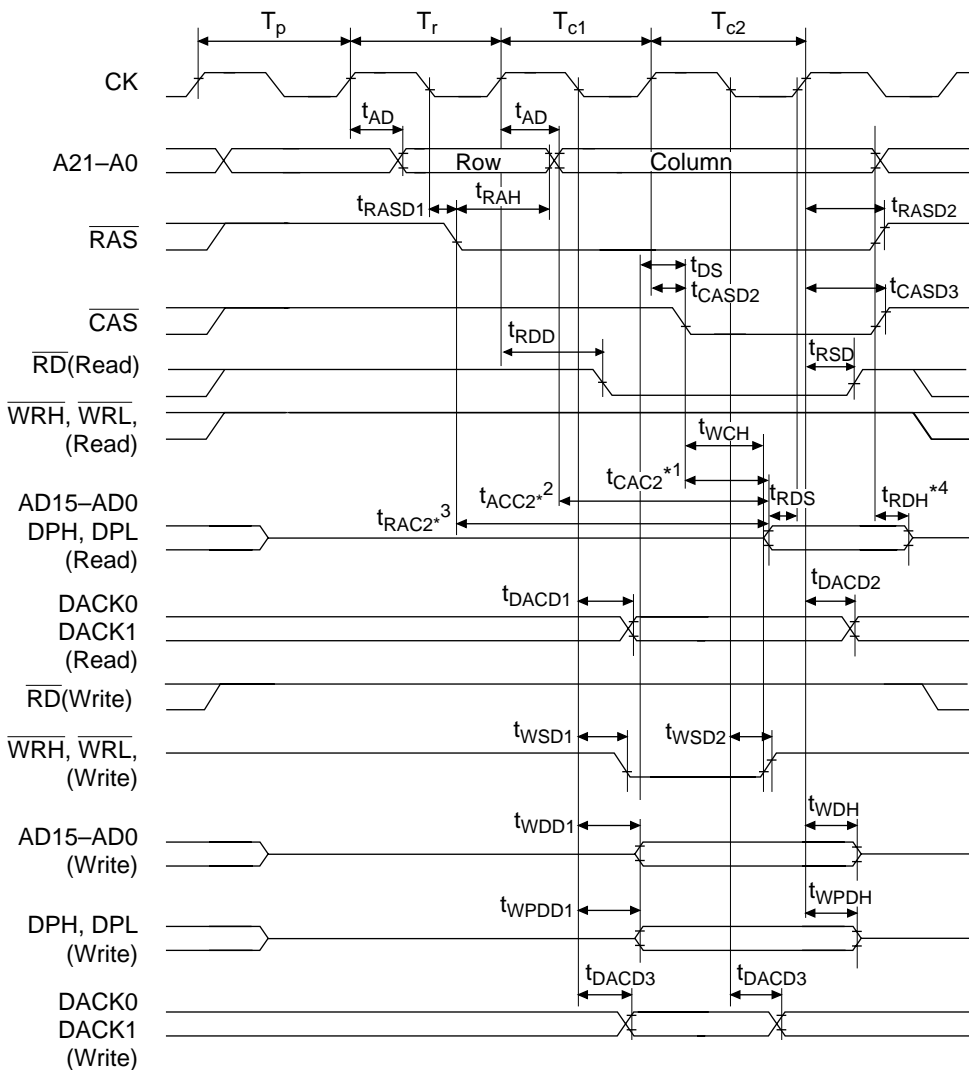 Tp Tr Tc1 Tc2
CK
tAD tAD
A21–A0 Row Column
tRASD1 tRAH tRASD2
RAS
tDS
tCASD2 tCASD3
CAS
tRDD tRSD
RD(Read)
WRH, WRL,
(Read)
tWCH
tCAC2*1
AD15–AD0 tACC2*2 tRDS tRDH*4
DPH, DPL tRAC2*3
(Read)
DACK0 tDACD1 tDACD2
DACK1
(Read)
RD(Write)
WRH, WRL, tWSD1 tWSD2
(Write)
AD15–AD0 tWDD1 tWDH
(Write)
DPH, DPL tWPDD1 tWPDH
(Write)
DACK0 tDACD3 tDACD3
DACK1
(Write)